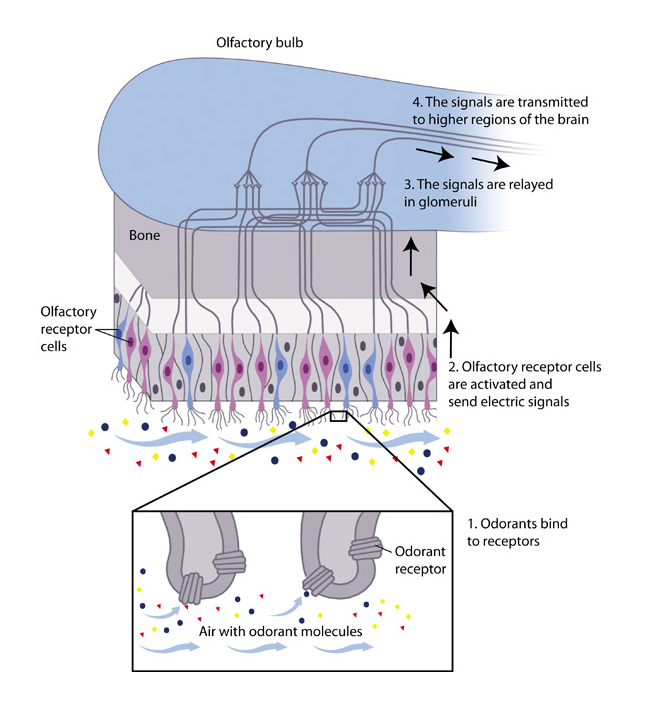 Olfactory bulb
4. The signals are transmitted
to higher regions of the brain
3. The signals are relayed
in glomeruli
Bone
Olfactory
receptor
cells
2. Olfactory receptor cells
are activated and
send electric signals
1. Odorants bind
to receptors
Odorant
receptor
Air with odorant molecules